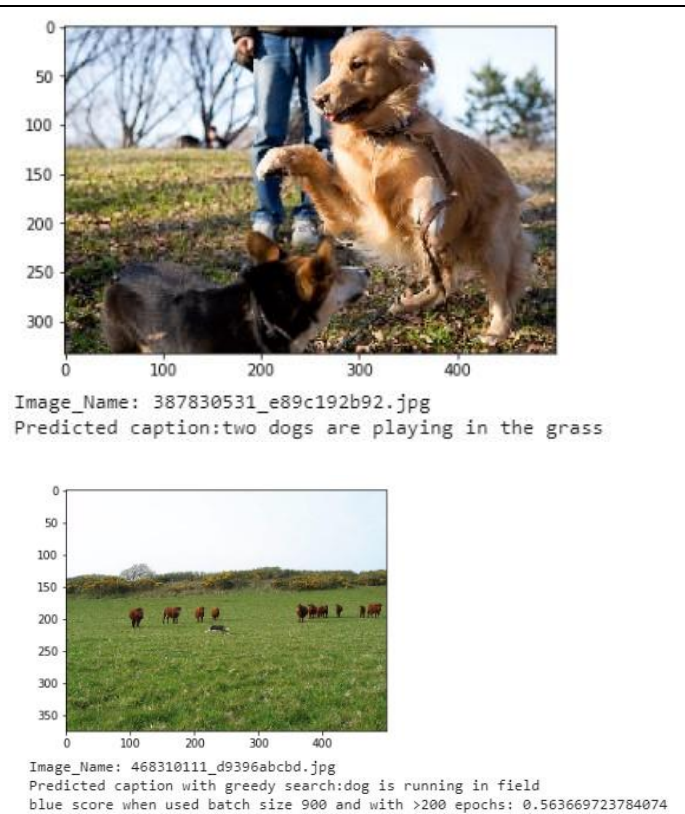 0
50
100
150
200
250
300
0 100 200 300 400
Image_Name: 387830531_e89c192b92.jpg
Predicted caption:two dogs are playing in the grass
0
50
100
150
200
250
300
350
0 100 200 300 400
Image_Name: 468310111_d9396abcbd.jpg
Predicted caption with greedy search:dog is running in field
blue score when used batch size 900 and with >200 epochs: 0.563669723784074